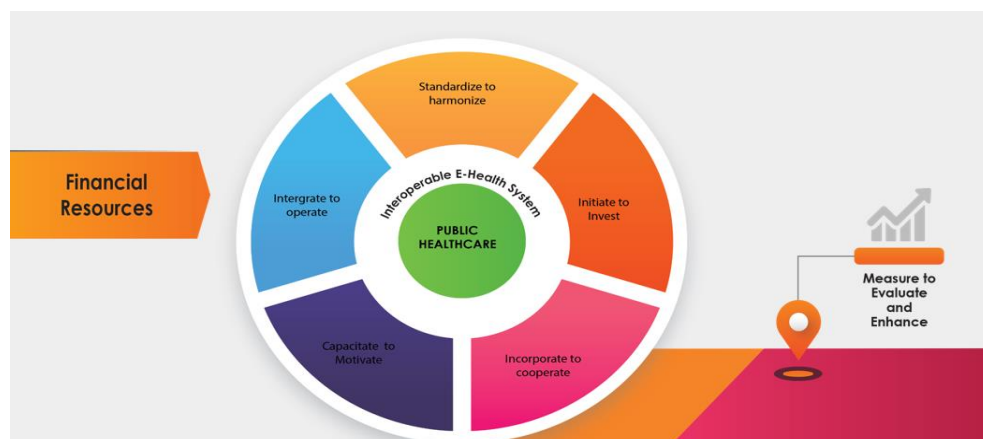 Financial
Resources
Standardize to
harmonize
Intergrate to
operate
Initiate to
Invest
Interoperable E-Health System
PUBLIC
HEALTHCARE
Capacitate to
Motivate
Incorporate to
cooperate
Measure to
Evaluate
and
Enhance